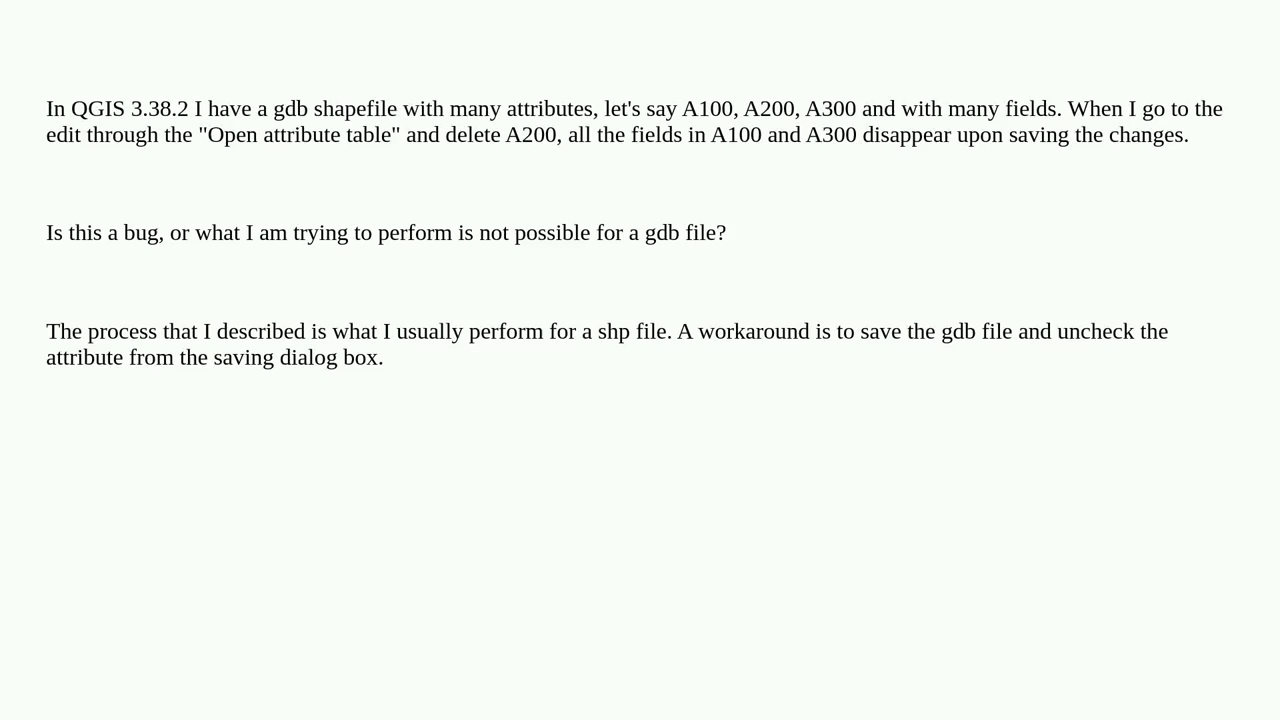 In QGIS 3.38.2 I have a gdb shapefile with many attributes, let's say A100, A200, A300 and with many fields. When I go to the
edit through the "Open attribute table" and delete A200, all the fields in A100 and A300 disappear upon saving the changes.
Is this a bug, or what I am trying to perform is not possible for a gdb file?
The process that I described is what I usually perform for a shp file. A workaround is to save the gdb file and uncheck the
attribute from the saving dialog box.